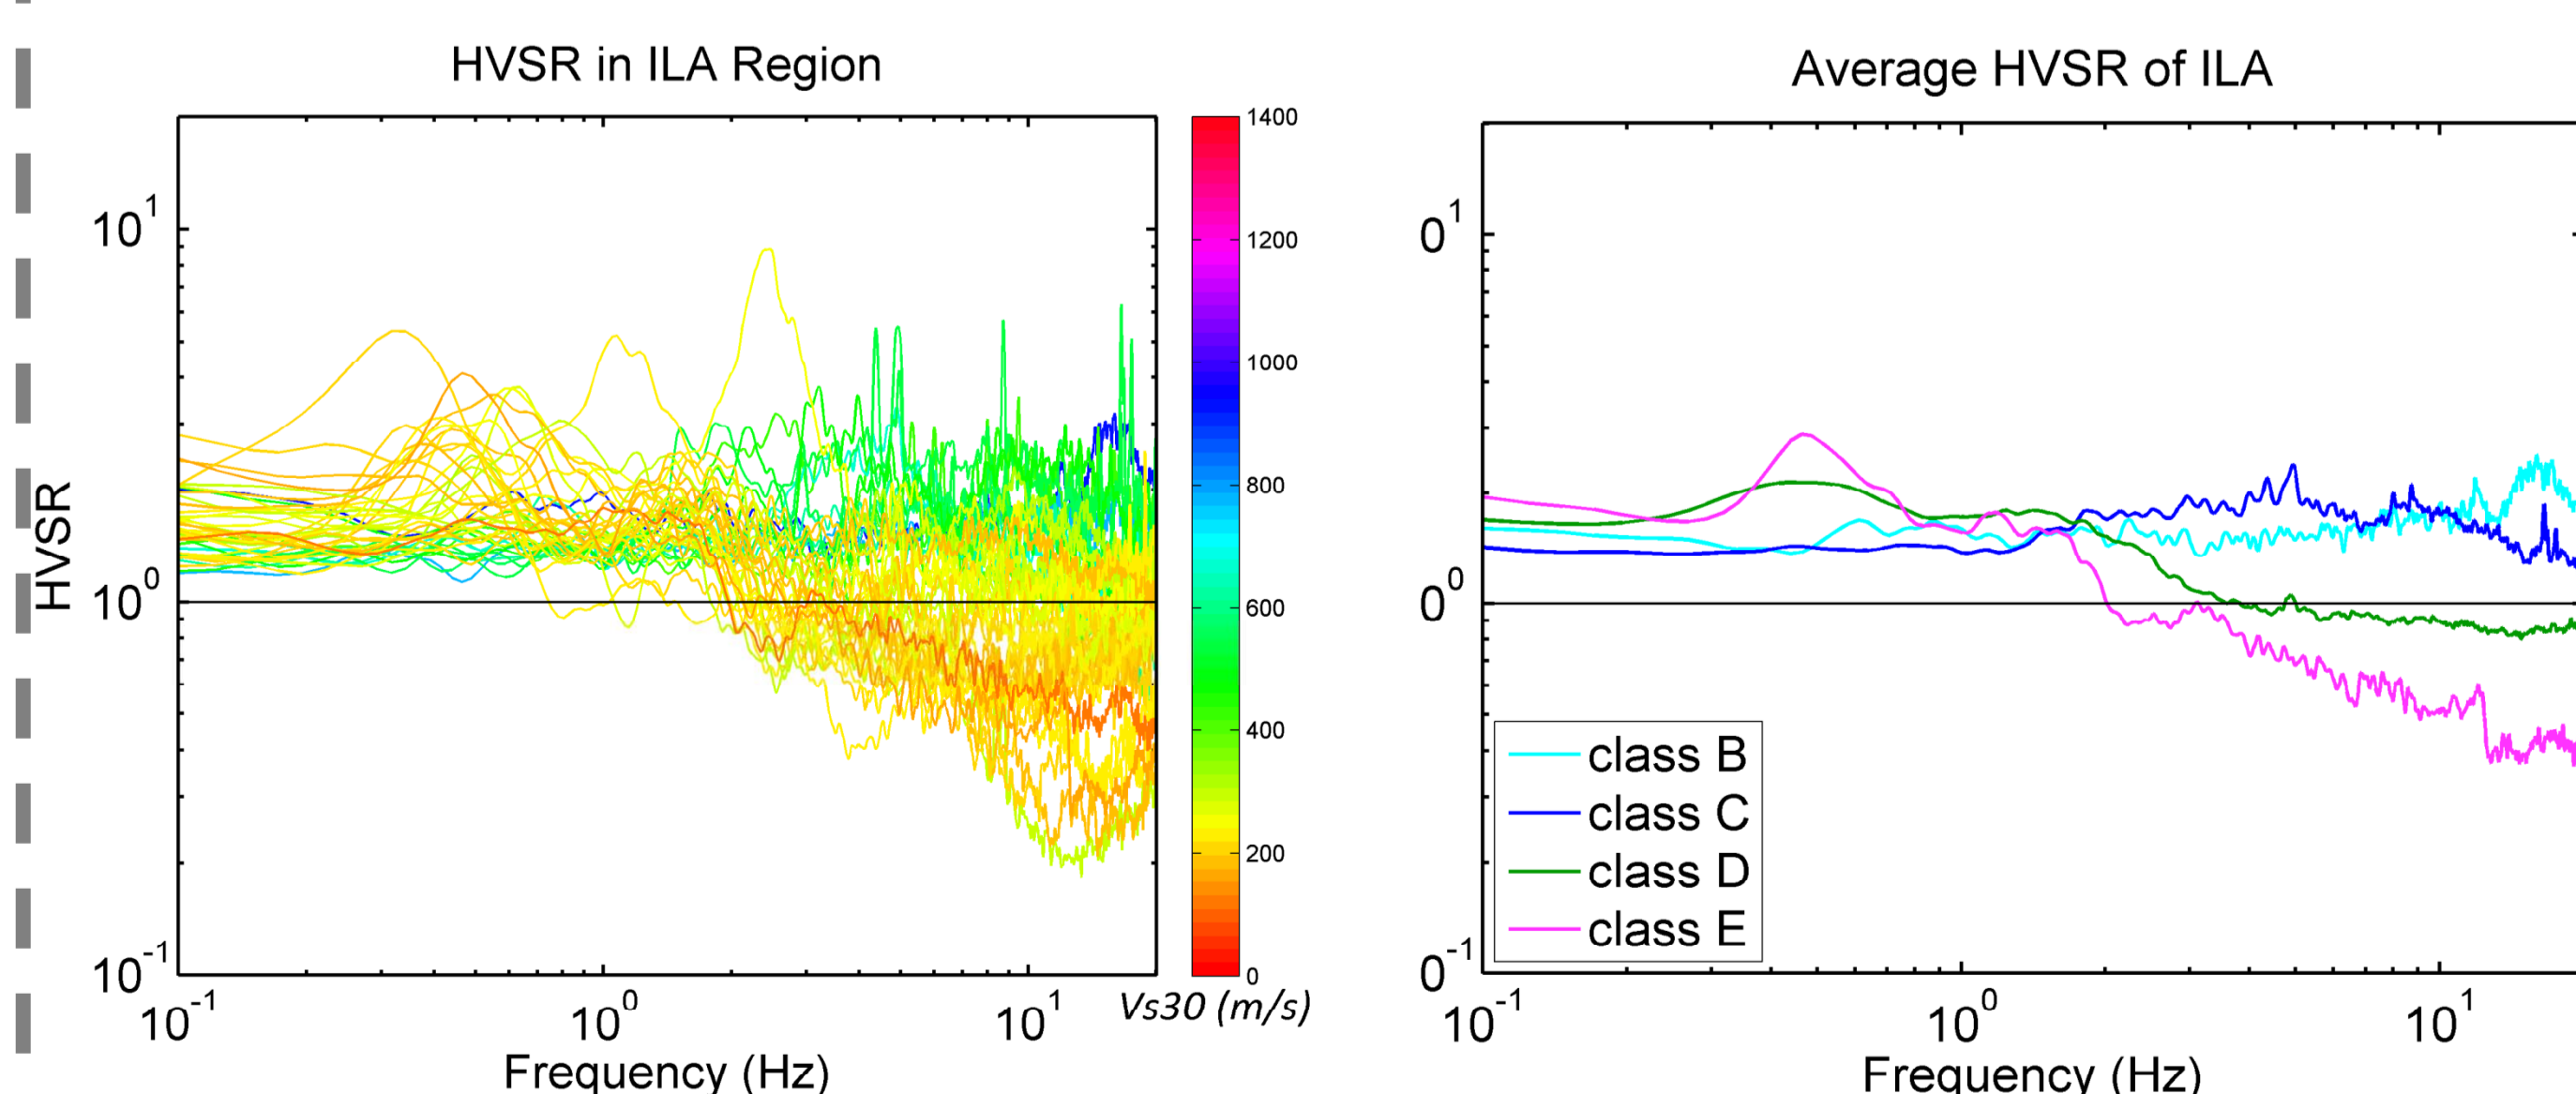 HVSR in ILA Region
HVSR
10^1
10^0
10^-1
10^-1
10^0
10^1
Frequency (Hz)
1400
1200
1000
800
600
400
200
0
Vs30 (m/s)
Average HVSR of ILA
0^1
0^0
0^-1
class B
class C
class D
class E
10^-1
10^0
10^1
Frequency (Hz)